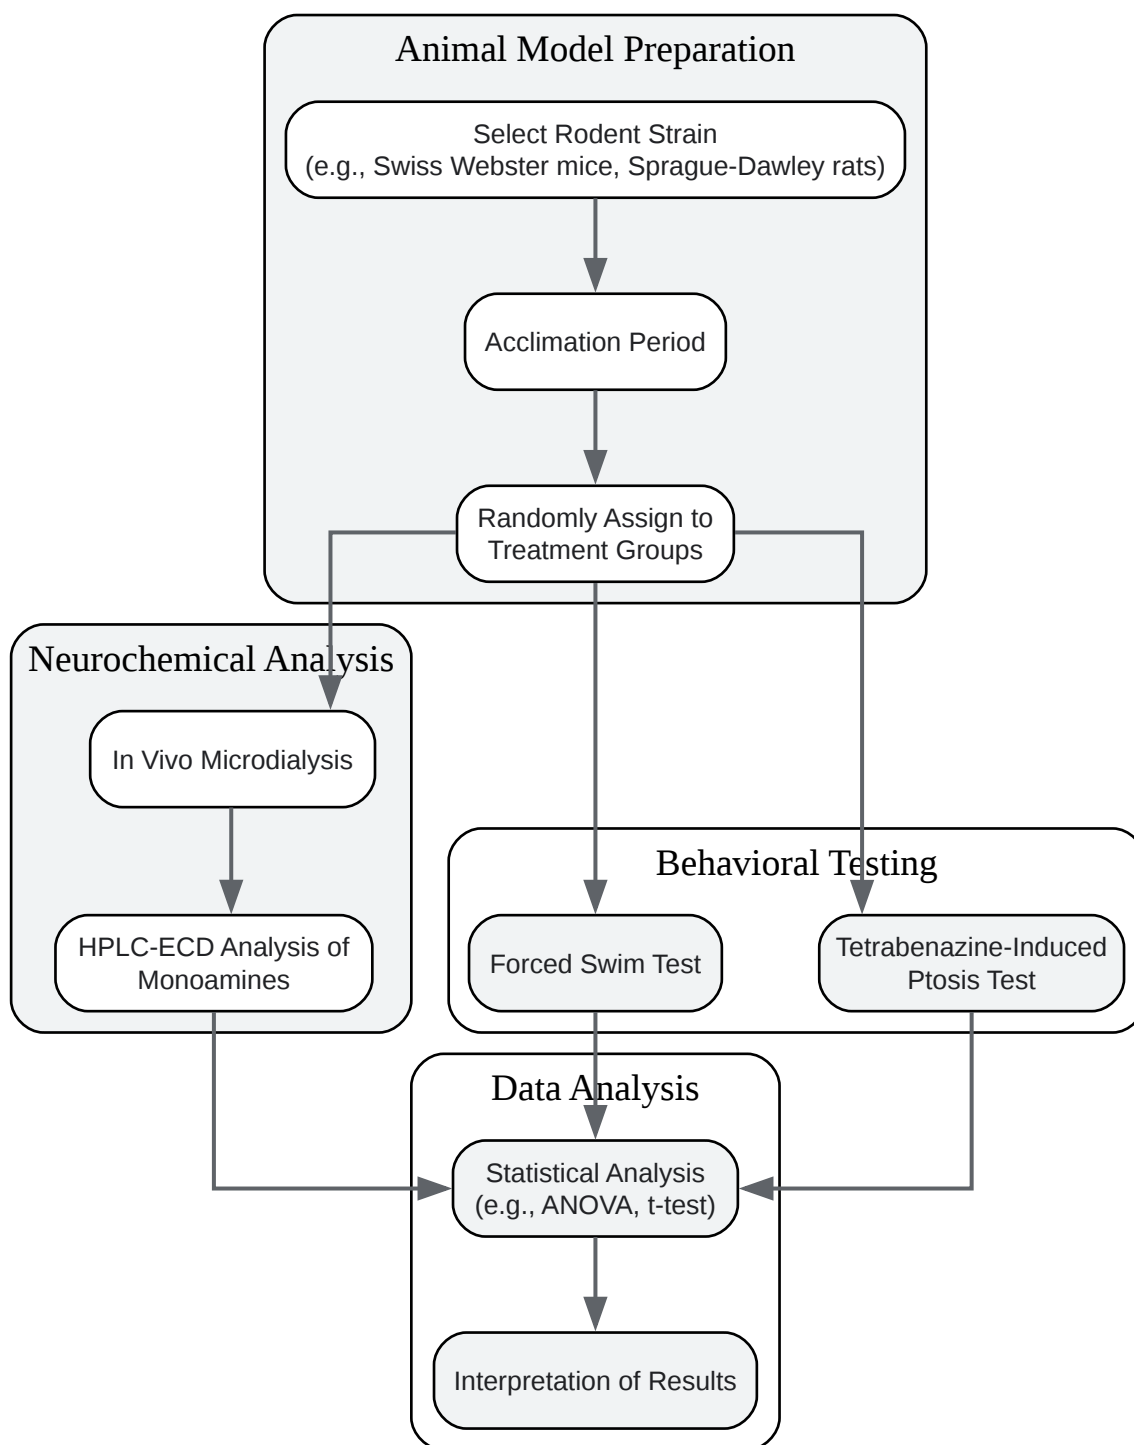 Animal Model Preparation
Select Rodent Strain
(e.g., Swiss Webster mice, Sprague-Dawley rats)
Acclimation Period
Randomly Assign to
Treatment Groups
Neurochemical Analysis
In Vivo Microdialysis
HPLC-ECD Analysis of
Monoamines
Behavioral Testing
Forced Swim Test
Tetrabenazine-Induced
Ptosis Test
Data Analysis
Statistical Analysis
(e.g., ANOVA, t-test)
Interpretation of Results